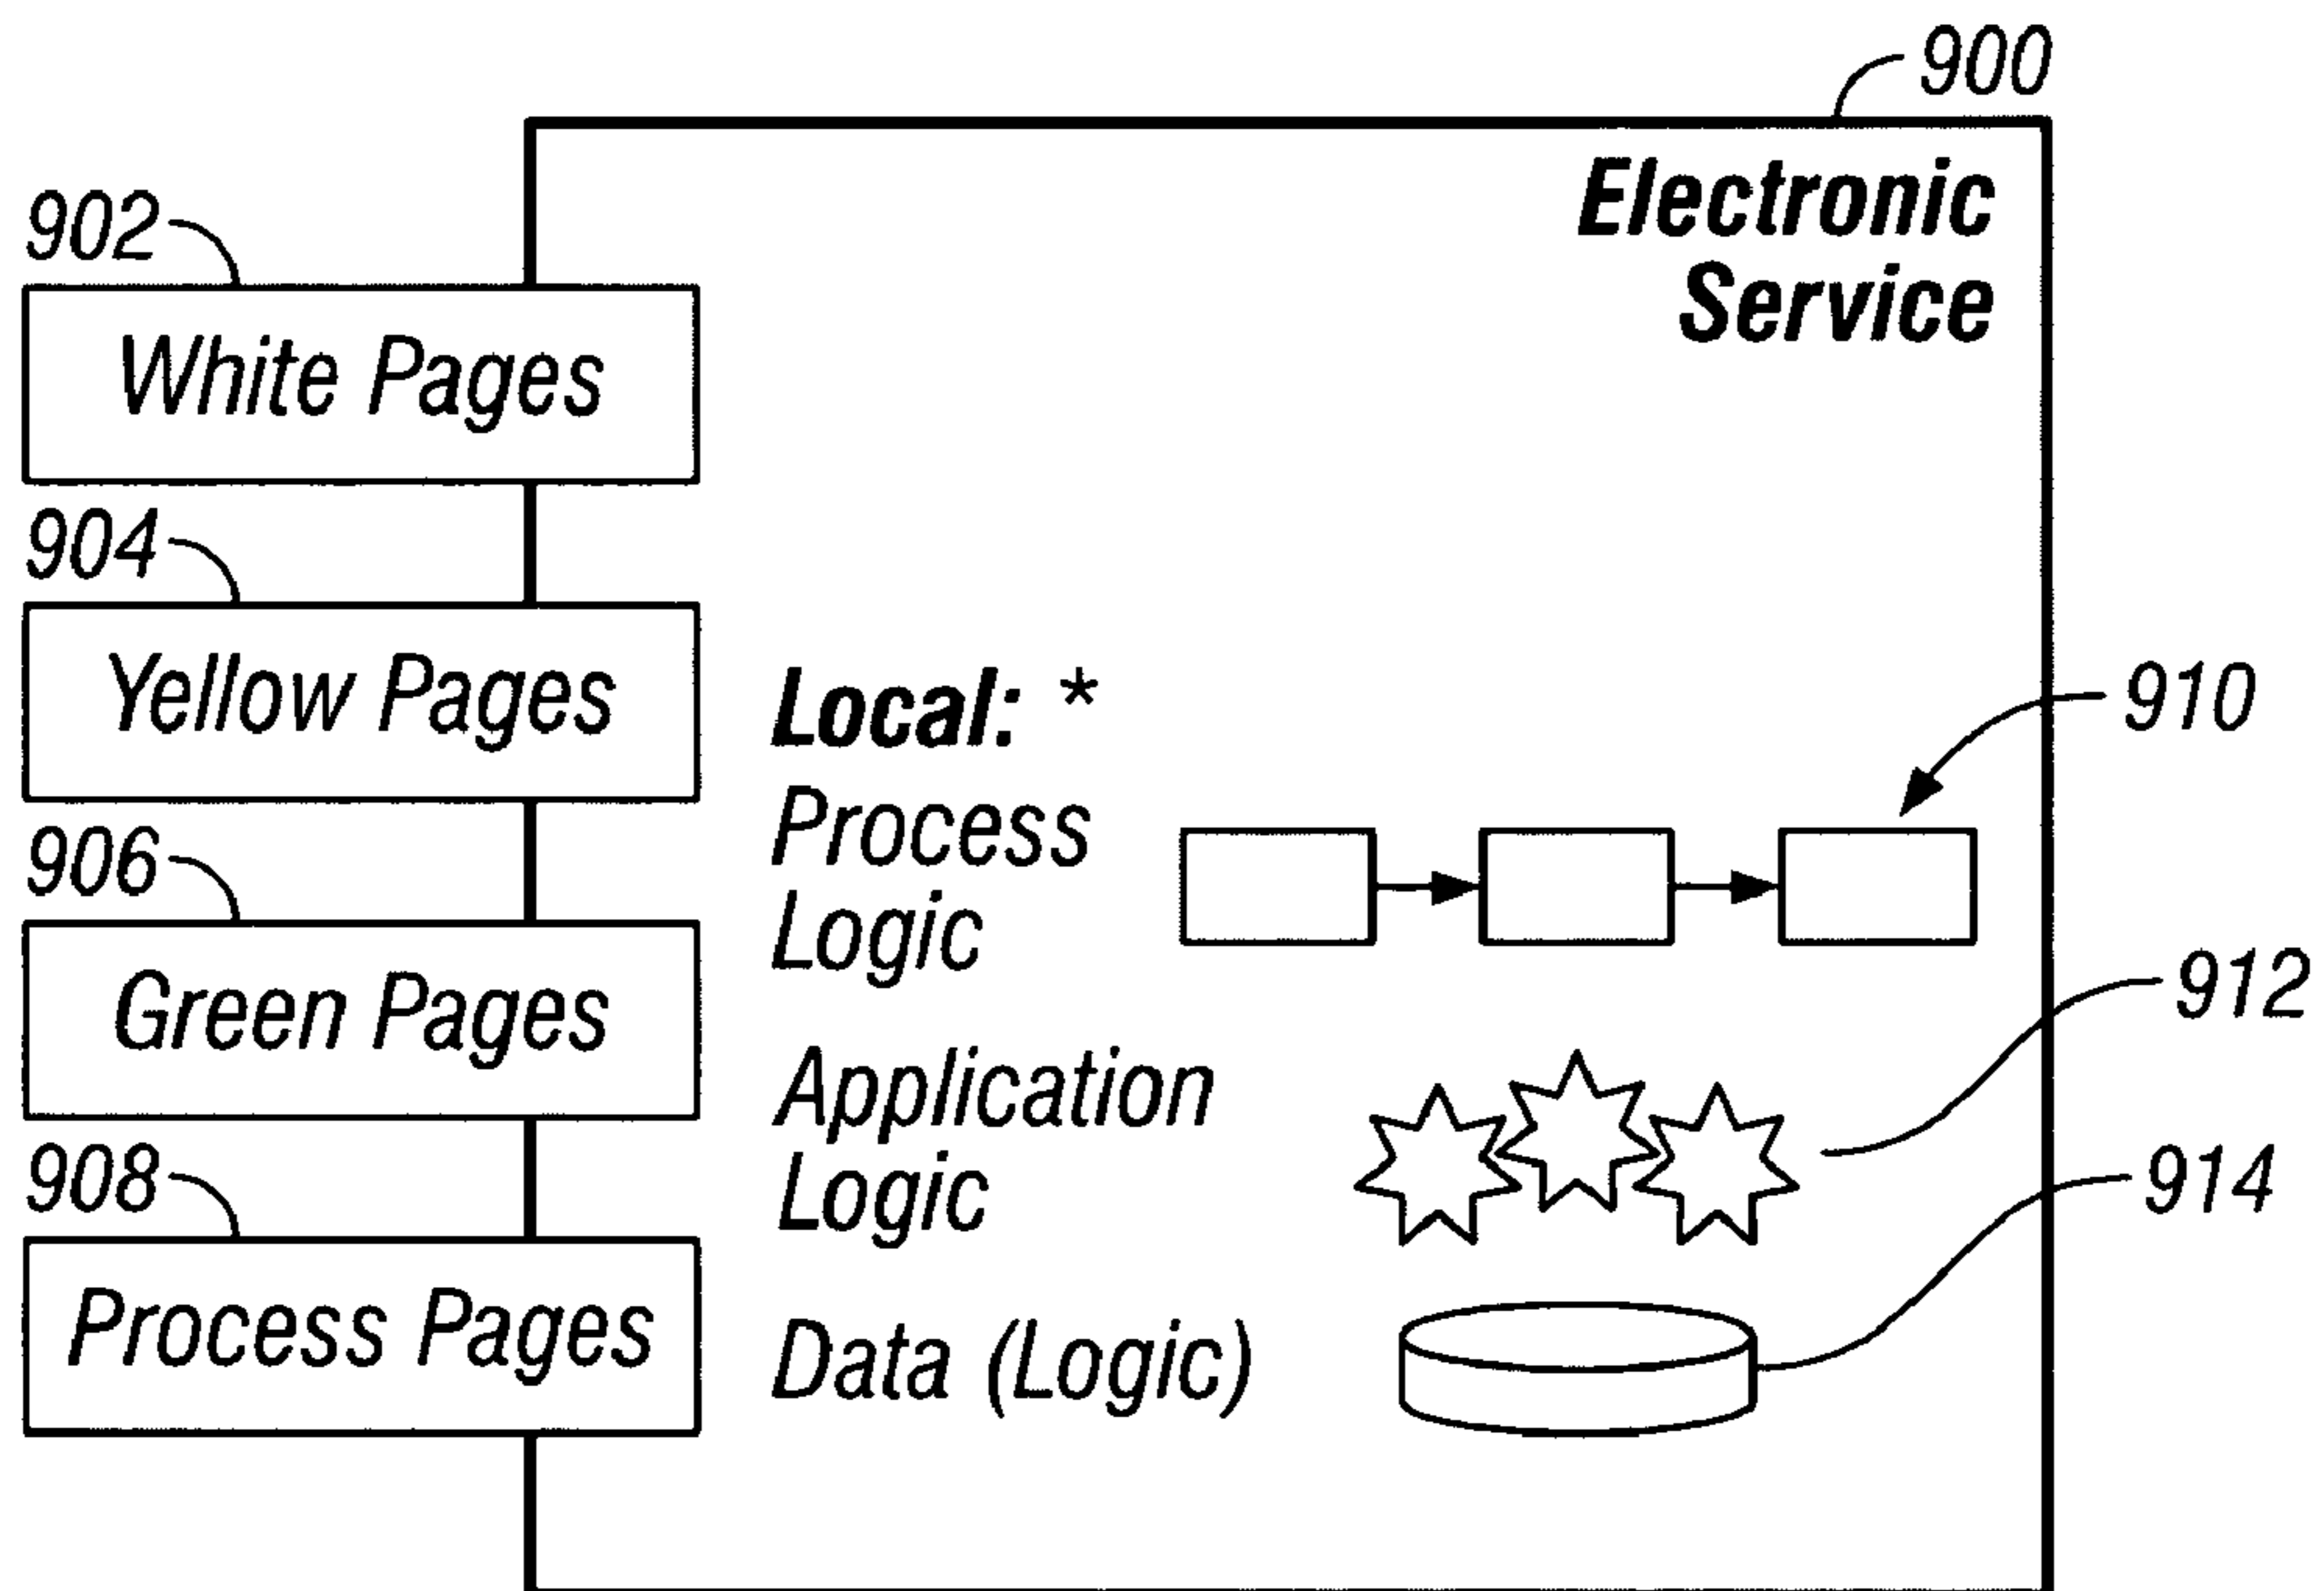 900
Electronic
Service
902
White Pages
904
Yellow Pages
Local: *
910
Process
Logic
906
Green Pages
912
Application
Logic
908
Process Pages
914
Data (Logic)